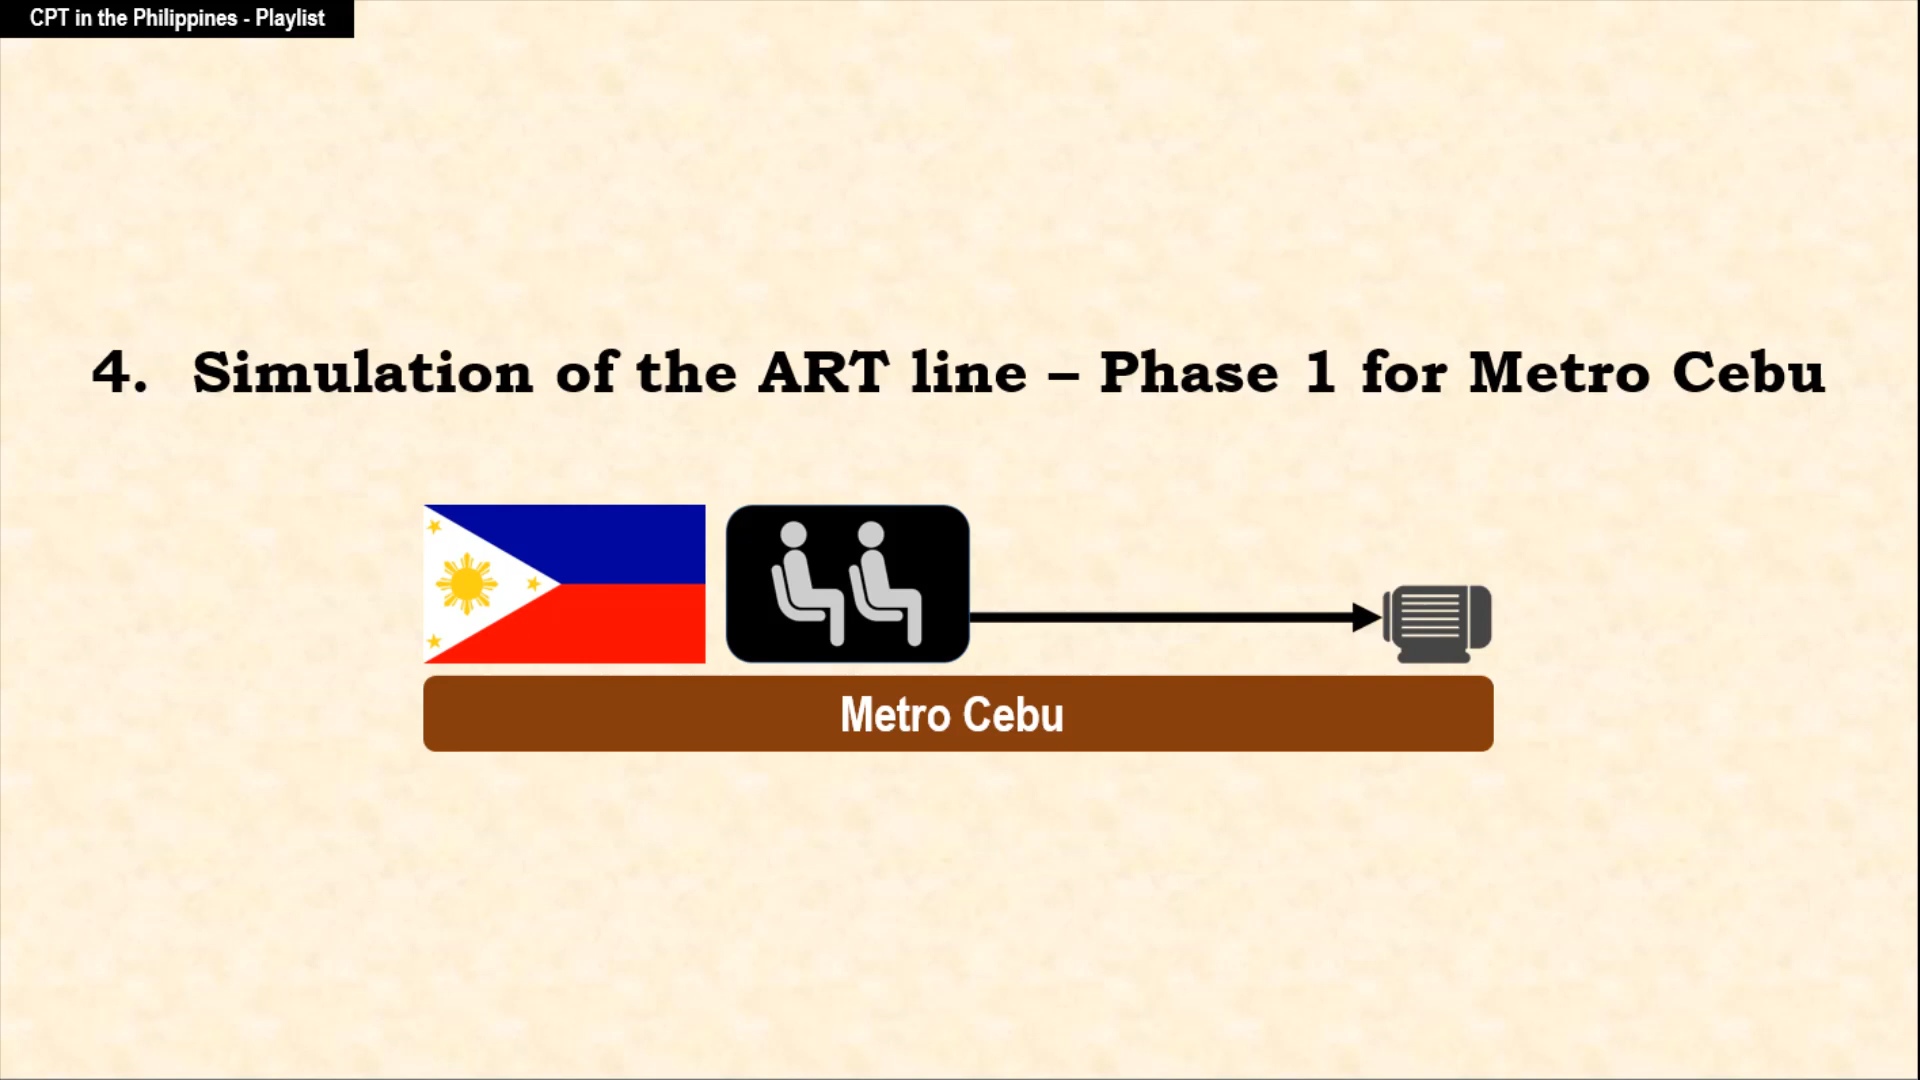 CPT in the Philippines - Playlist
4. Simulation of the ART line – Phase 1 for Metro Cebu
Metro Cebu